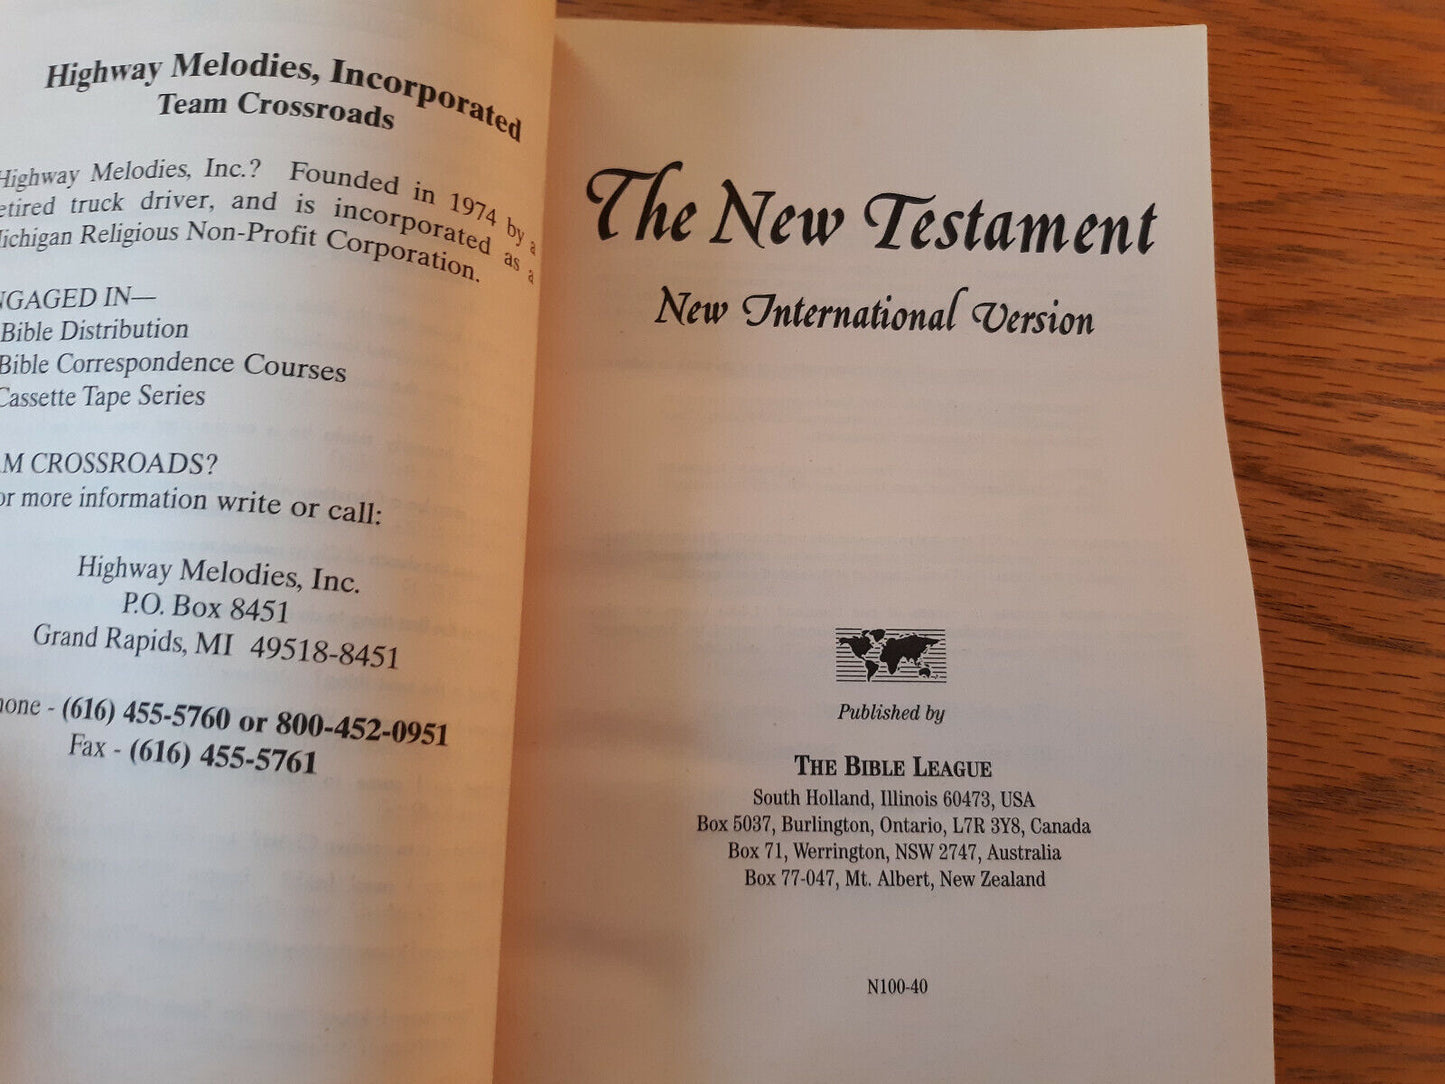 Highway Melodies, Incorporated
Team Crossroads
Highway Melodies, Inc.? Founded in 1974 by a
etired truck driver, and is incorporated as a
ichigan Religious Non-Profit Corporation.
NGAGED IN—
Bible Distribution
Bible Correspondence Courses
Cassette Tape Series
AM CROSSROADS?
or more information write or call:
Highway Melodies, Inc.
P.O. Box 8451
Grand Rapids, MI 49518-8451
hone - (616) 455-5760 or 800-452-0951
Fax - (616) 455-5761
The New Testament
New International Version
Published by
THE BIBLE LEAGUE
South Holland, Illinois 60473, USA
Box 5037, Burlington, Ontario, L7R 3Y8, Canada
Box 71, Werrington, NSW 2747, Australia
Box 77-047, Mt. Albert, New Zealand
N100-40